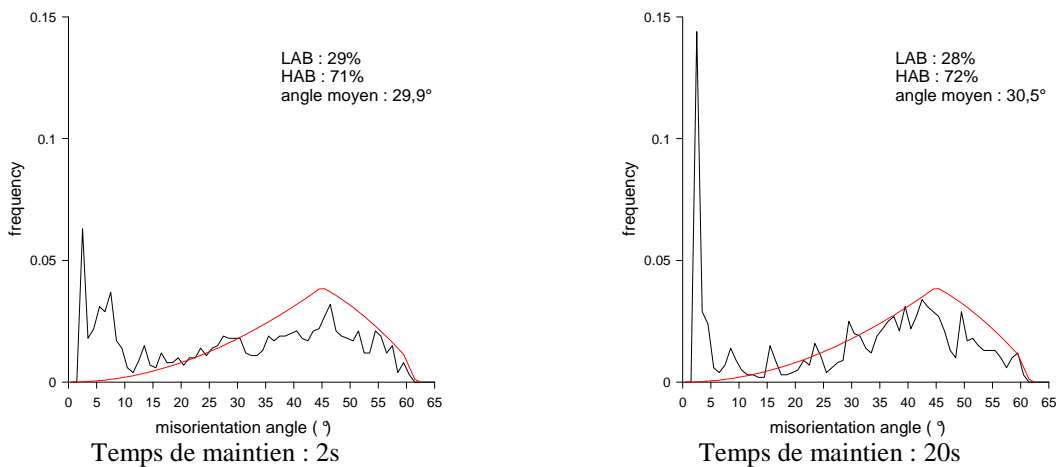 0.15
LAB : 29%
HAB : 71%
angle moyen : 29,9°
0.1
frequency
0.05
0
0 5 10 15 20 25 30 35 40 45 50 55 60 65
misorientation angle ( °)
Temps de maintien : 2s
0.15
LAB : 28%
HAB : 72%
angle moyen : 30,5°
0.1
frequency
0.05
0
0 5 10 15 20 25 30 35 40 45 50 55 60 65
misorientation angle ( °)
Temps de maintien : 20s